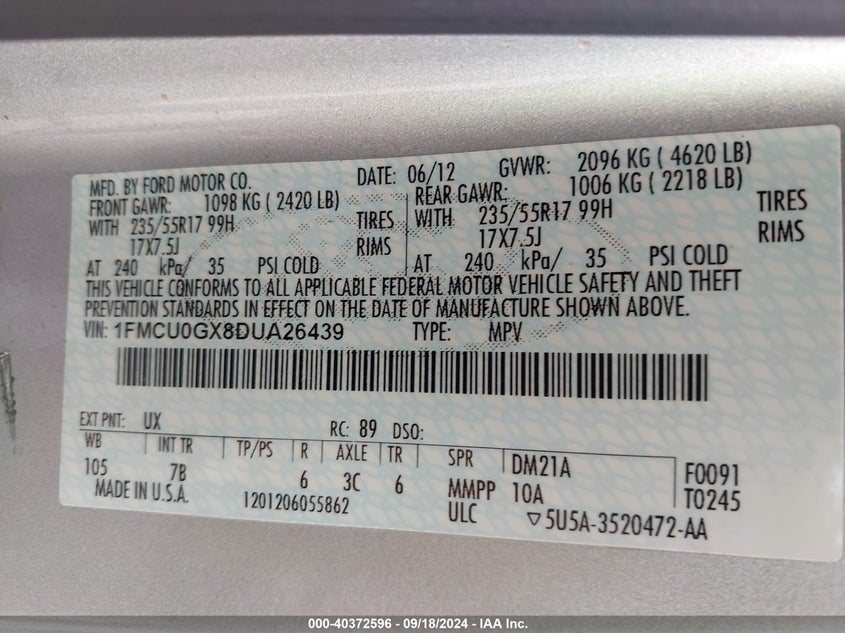 MFD. BY FORD MOTOR CO. DATE: 06/12 GVWR: 2096 KG ( 4620 LB)
FRONT GAWR: 1098 KG ( 2420 LB) REAR GAWR: 1006 KG ( 2218 LB)
WITH 235/55R17 99H TIRES WITH 235/55R17 99H TIRES
17X7.5J RIMS 17X7.5J RIMS
AT 240 kPa/ 35 PSI COLD AT 240 kPa/ 35 PSI COLD
THIS VEHICLE CONFORMS TO ALL APPLICABLE FEDERAL MOTOR VEHICLE SAFETY AND THEFT
PREVENTION STANDARDS IN EFFECT ON THE DATE OF MANUFACTURE SHOWN ABOVE.
VIN: 1FMCU0GX8DUA26439 TYPE: MPV
EXT PNT: UX RC: 89 DSO:
WB INT TR TP/PS R AXLE TR SPR DM21A F0091
105 7B 6 3C 6 MMPP 10A T0245
MADE IN U.S.A. 1201206055862 ULC ▽5U5A-3520472-AA
000-40372596 - 09/18/2024 - IAA Inc.